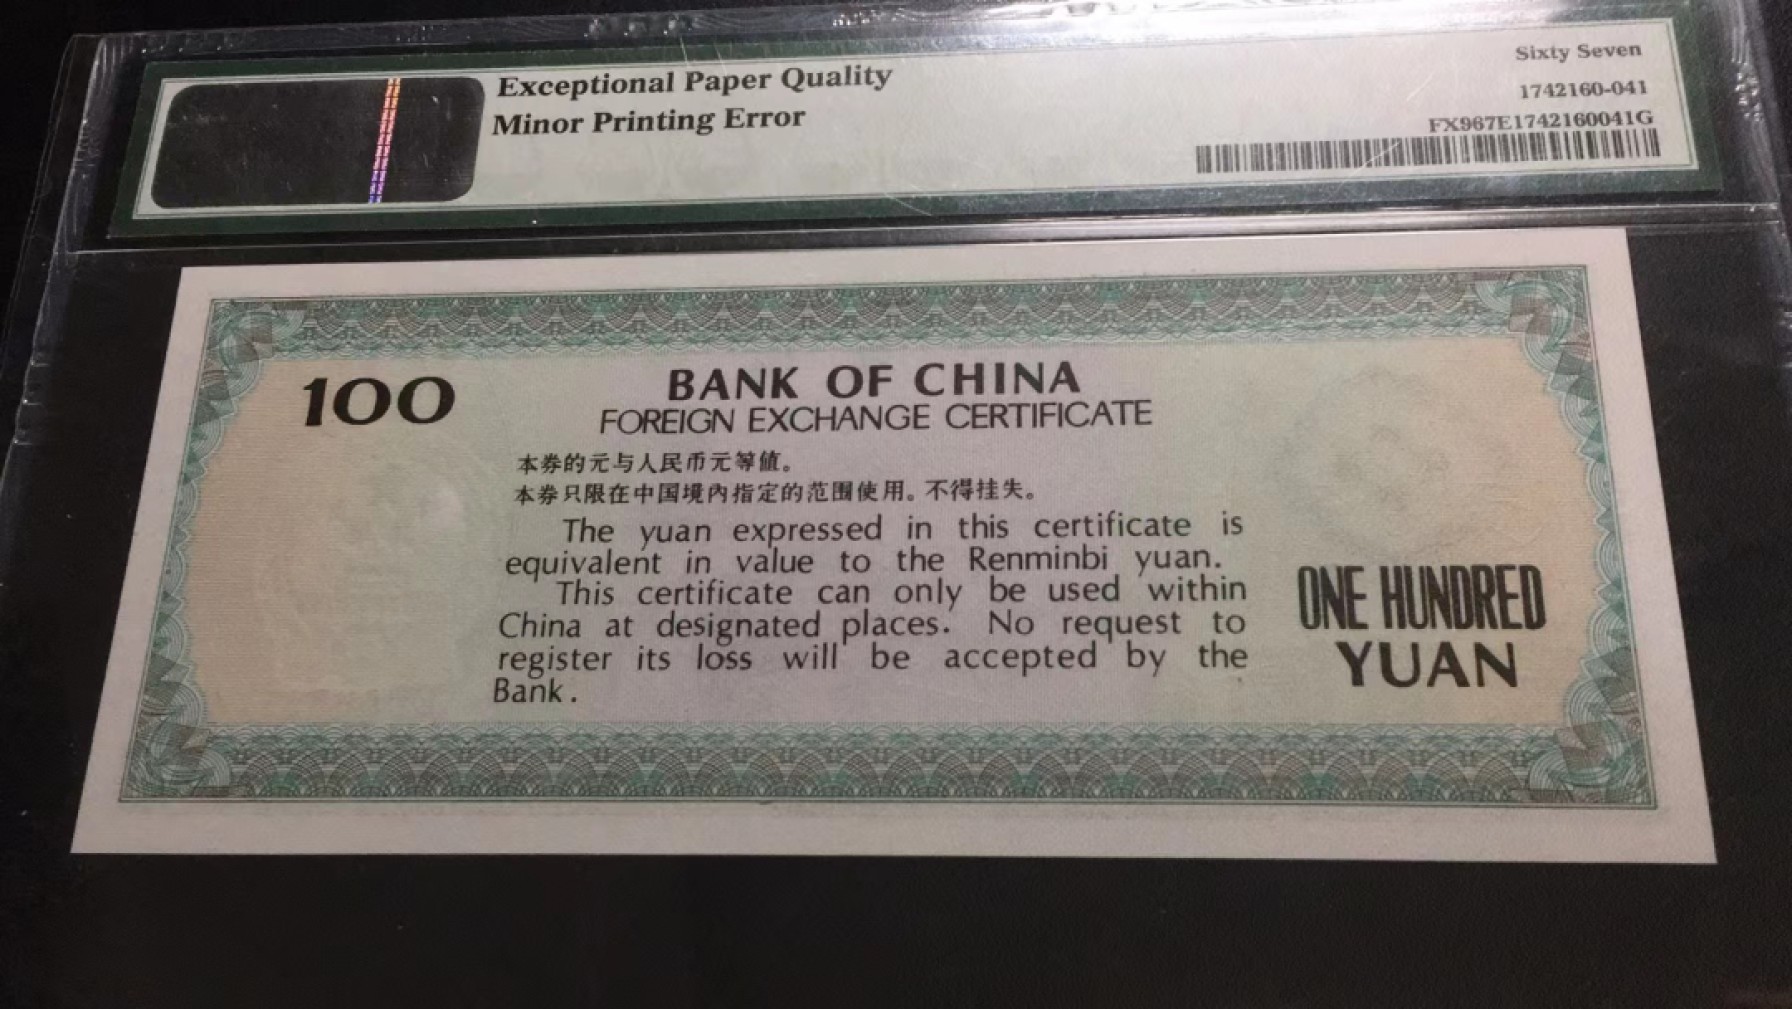 Exceptional Paper Quality
Minor Printing Error
Sixty Seven
1742160-041
FX967E1742160041G
100
BANK OF CHINA
FOREIGN EXCHANGE CERTIFICATE
本券的元与人民币元等値。
本券只限在中国境内指定的范围使用。不得挂失。
The yuan expressed in this certificate is
equivalent in value to the Renminbi yuan.
This certificate can only be used within
China at designated places. No request to
register its loss will be accepted by the
Bank.
ONE HUNDRED
YUAN